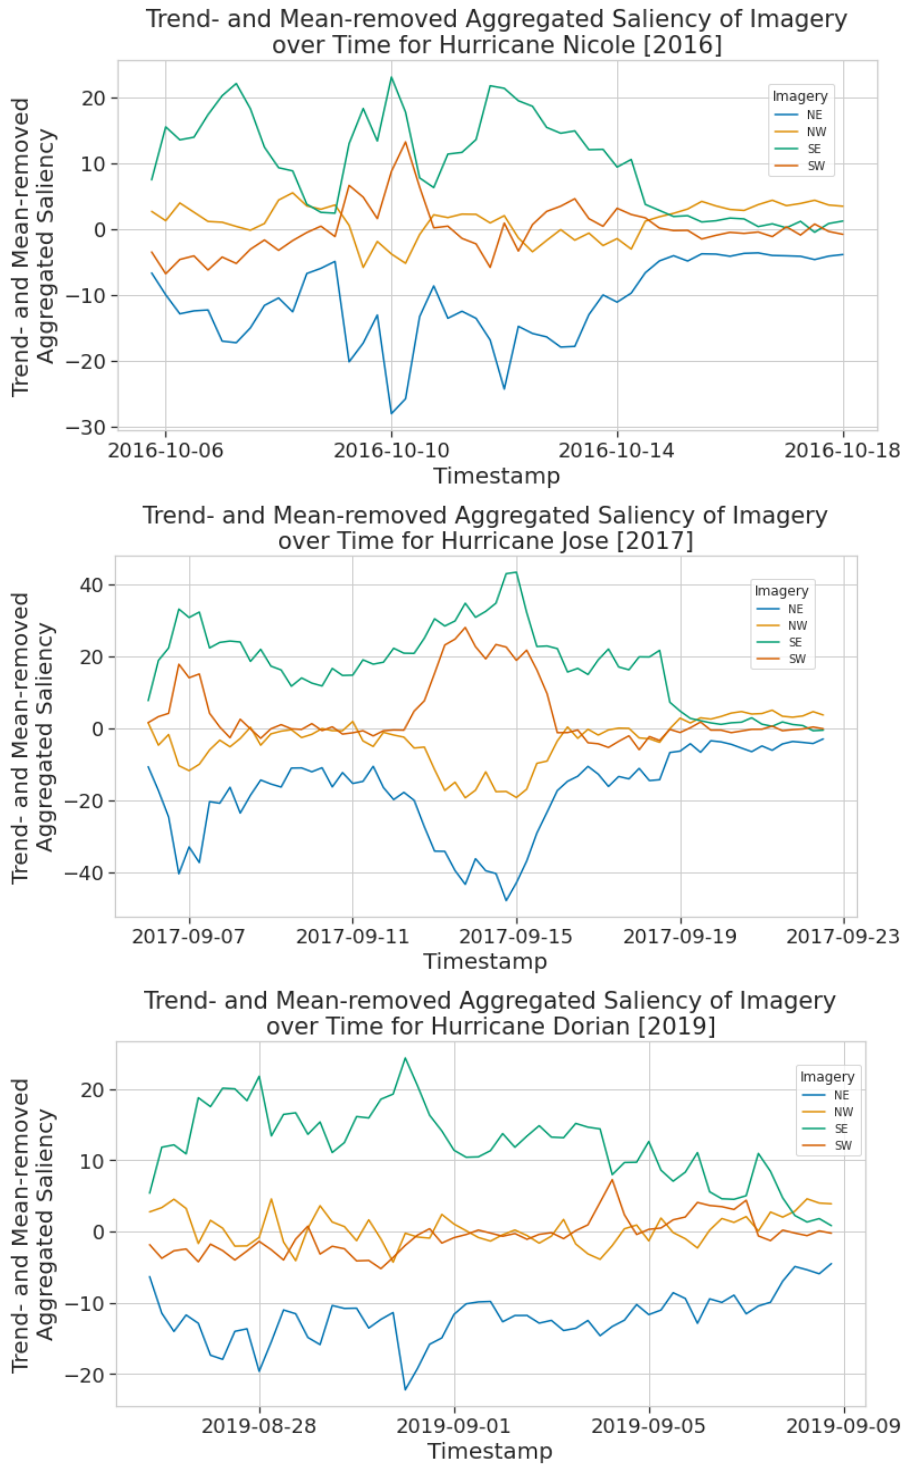 Trend- and Mean-removed Aggregated Saliency of Imagery
over Time for Hurricane Nicole [2016]
Trend- and Mean-removed
Aggregated Saliency
20
10
0
−10
−20
−30
Imagery
NE
NW
SE
SW
2016-10-06
2016-10-10
2016-10-14
2016-10-18
Timestamp
Trend- and Mean-removed Aggregated Saliency of Imagery
over Time for Hurricane Jose [2017]
Trend- and Mean-removed
Aggregated Saliency
40
20
0
−20
−40
Imagery
NE
NW
SE
SW
2017-09-07
2017-09-11
2017-09-15
2017-09-19
2017-09-23
Timestamp
Trend- and Mean-removed Aggregated Saliency of Imagery
over Time for Hurricane Dorian [2019]
Trend- and Mean-removed
Aggregated Saliency
20
10
0
−10
−20
Imagery
NE
NW
SE
SW
2019-08-28
2019-09-01
2019-09-05
2019-09-09
Timestamp